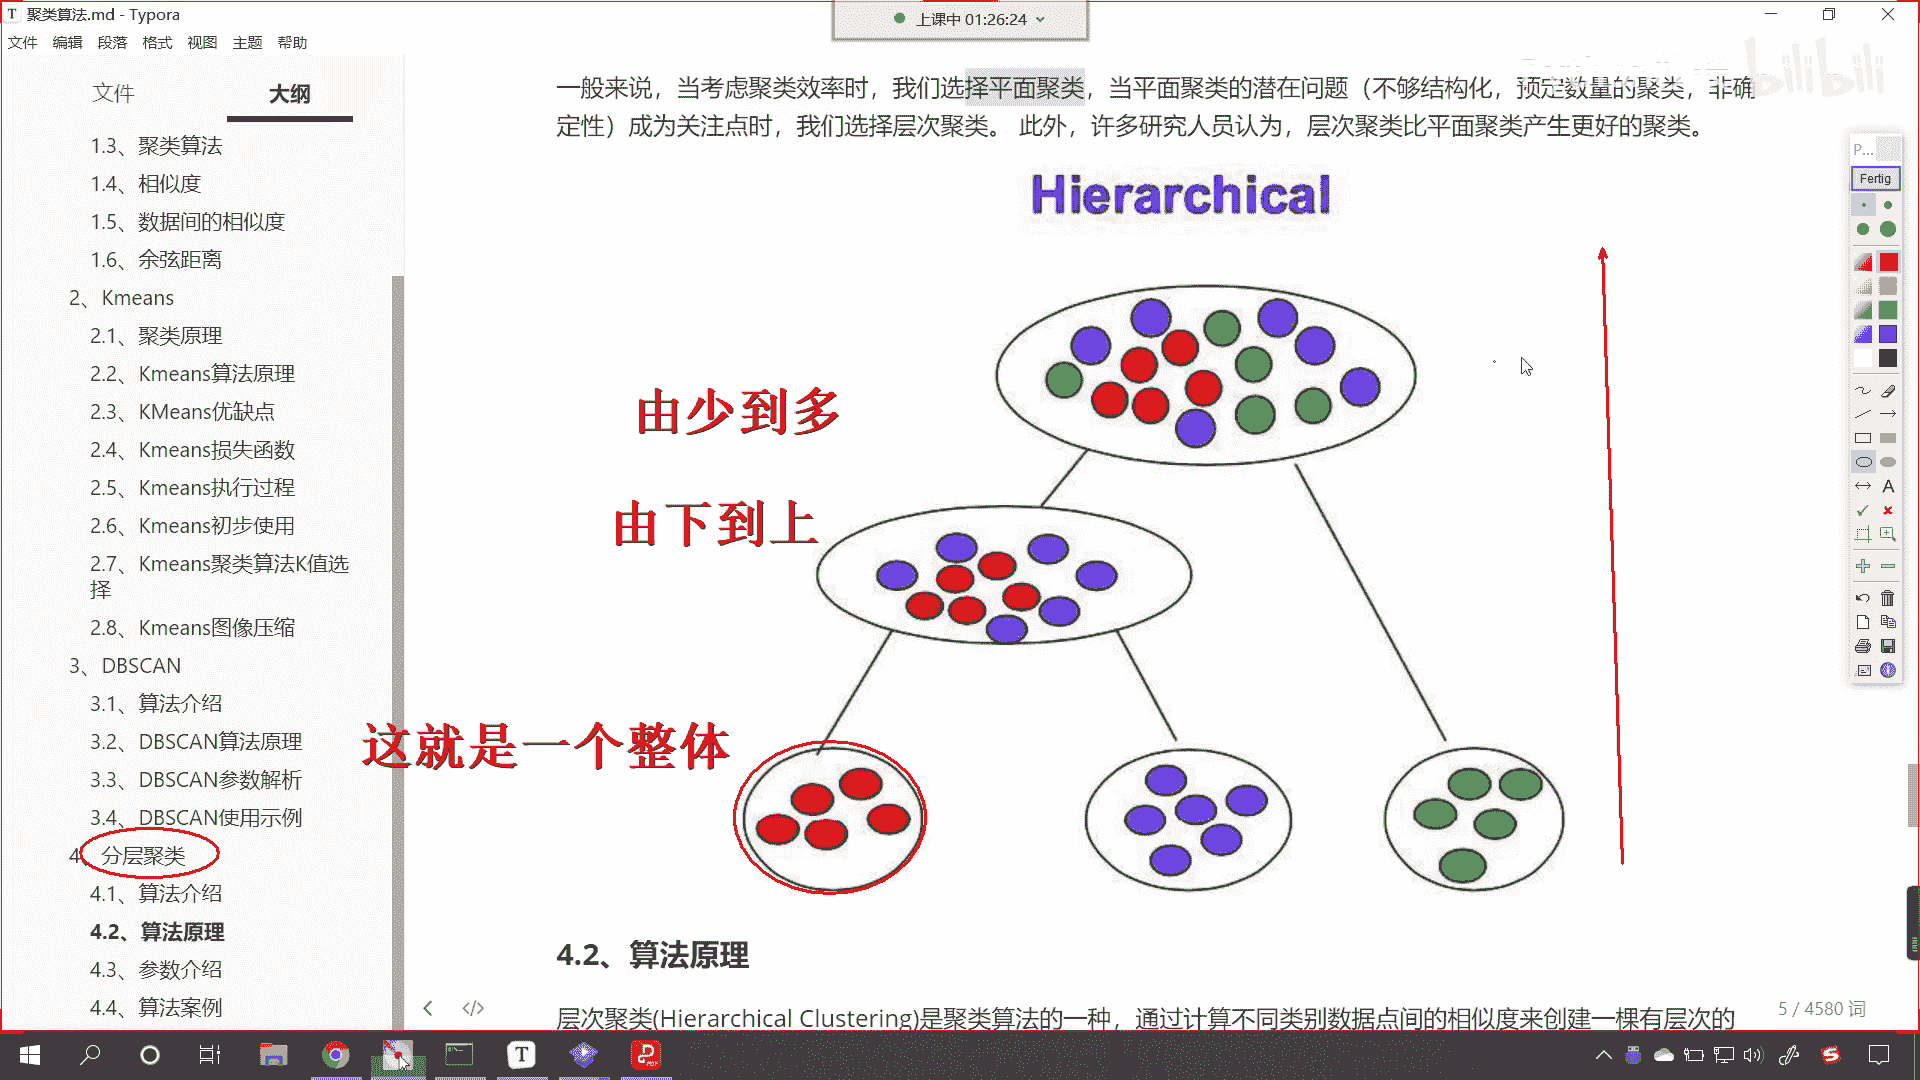 聚类算法.md - Typora
上课中 01:26:24
文件 编辑 段落 格式 视图 主题 帮助
文件 大纲
1.3、聚类算法
1.4、相似度
1.5、数据间的相似度
1.6、余弦距离
2、Kmeans
2.1、聚类原理
2.2、Kmeans算法原理
2.3、KMeans优缺点
2.4、Kmeans损失函数
2.5、Kmeans执行过程
2.6、Kmeans初步使用
2.7、Kmeans聚类算法K值选
择
2.8、Kmeans图像压缩
3、DBSCAN
3.1、算法介绍
3.2、DBSCAN算法原理
3.3、DBSCAN参数解析
3.4、DBSCAN使用示例
4、分层聚类
4.1、算法介绍
4.2、算法原理
4.3、参数介绍
4.4、算法案例
一般来说，当考虑聚类效率时，我们选择平面聚类，当平面聚类的潜在问题（不够结构化，预定数量的聚类，非确
定性）成为关注点时，我们选择层次聚类。 此外，许多研究人员认为，层次聚类比平面聚类产生更好的聚类。
bilibili
Hierarchical
由少到多
由下到上
这就是一个整体
4.2、算法原理
层次聚类(Hierarchical Clustering)是聚类算法的一种，通过计算不同类别数据点间的相似度来创建一棵有层次的
5 / 4580 词
P...
Fertig